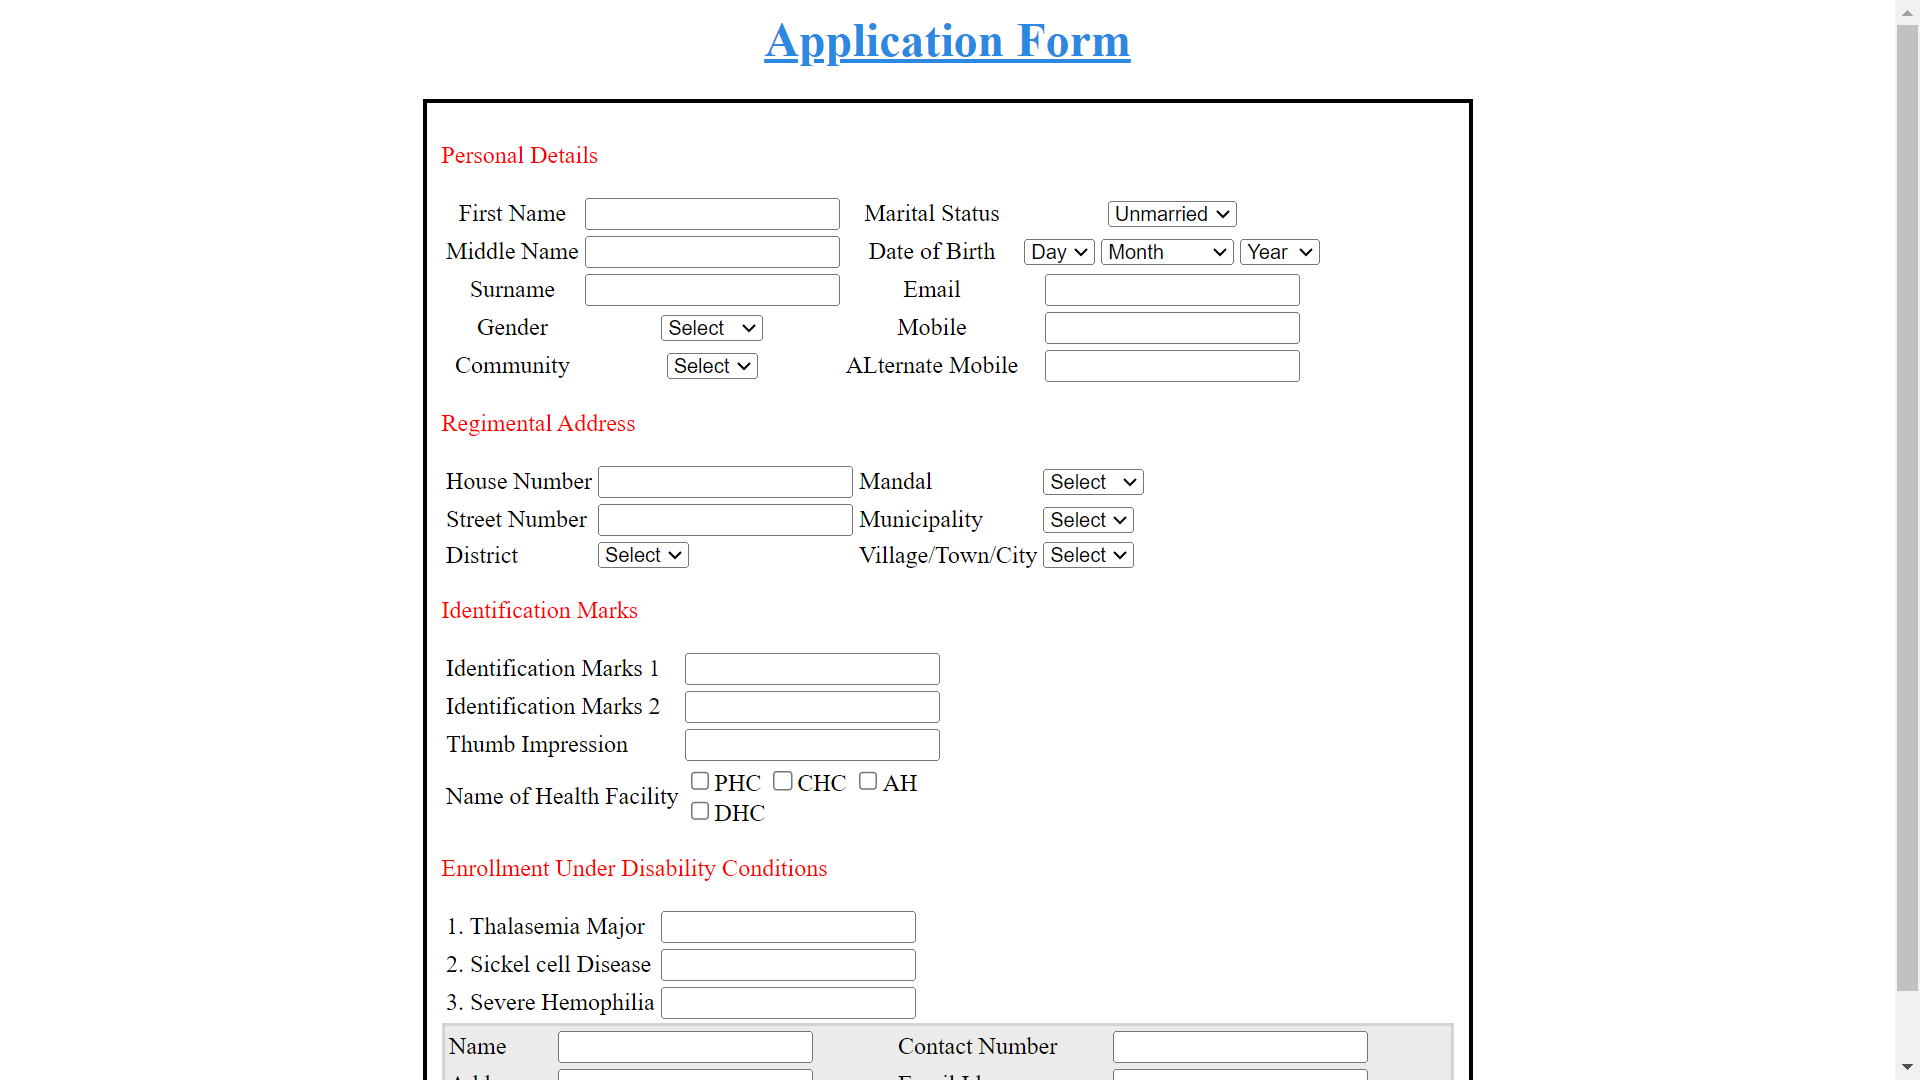 Application Form
Personal Details
First Name Marital Status Unmarried
Middle Name Date of Birth Day Month Year
Surname Email
Gender Select Mobile
Community Select ALternate Mobile
Regimental Address
House Number Mandal Select
Street Number Municipality Select
District Select Village/Town/City Select
Identification Marks
Identification Marks 1
Identification Marks 2
Thumb Impression
Name of Health Facility PHC CHC AH
DHC
Enrollment Under Disability Conditions
1. Thalasemia Major
2. Sickel cell Disease
3. Severe Hemophilia
Name Contact Number